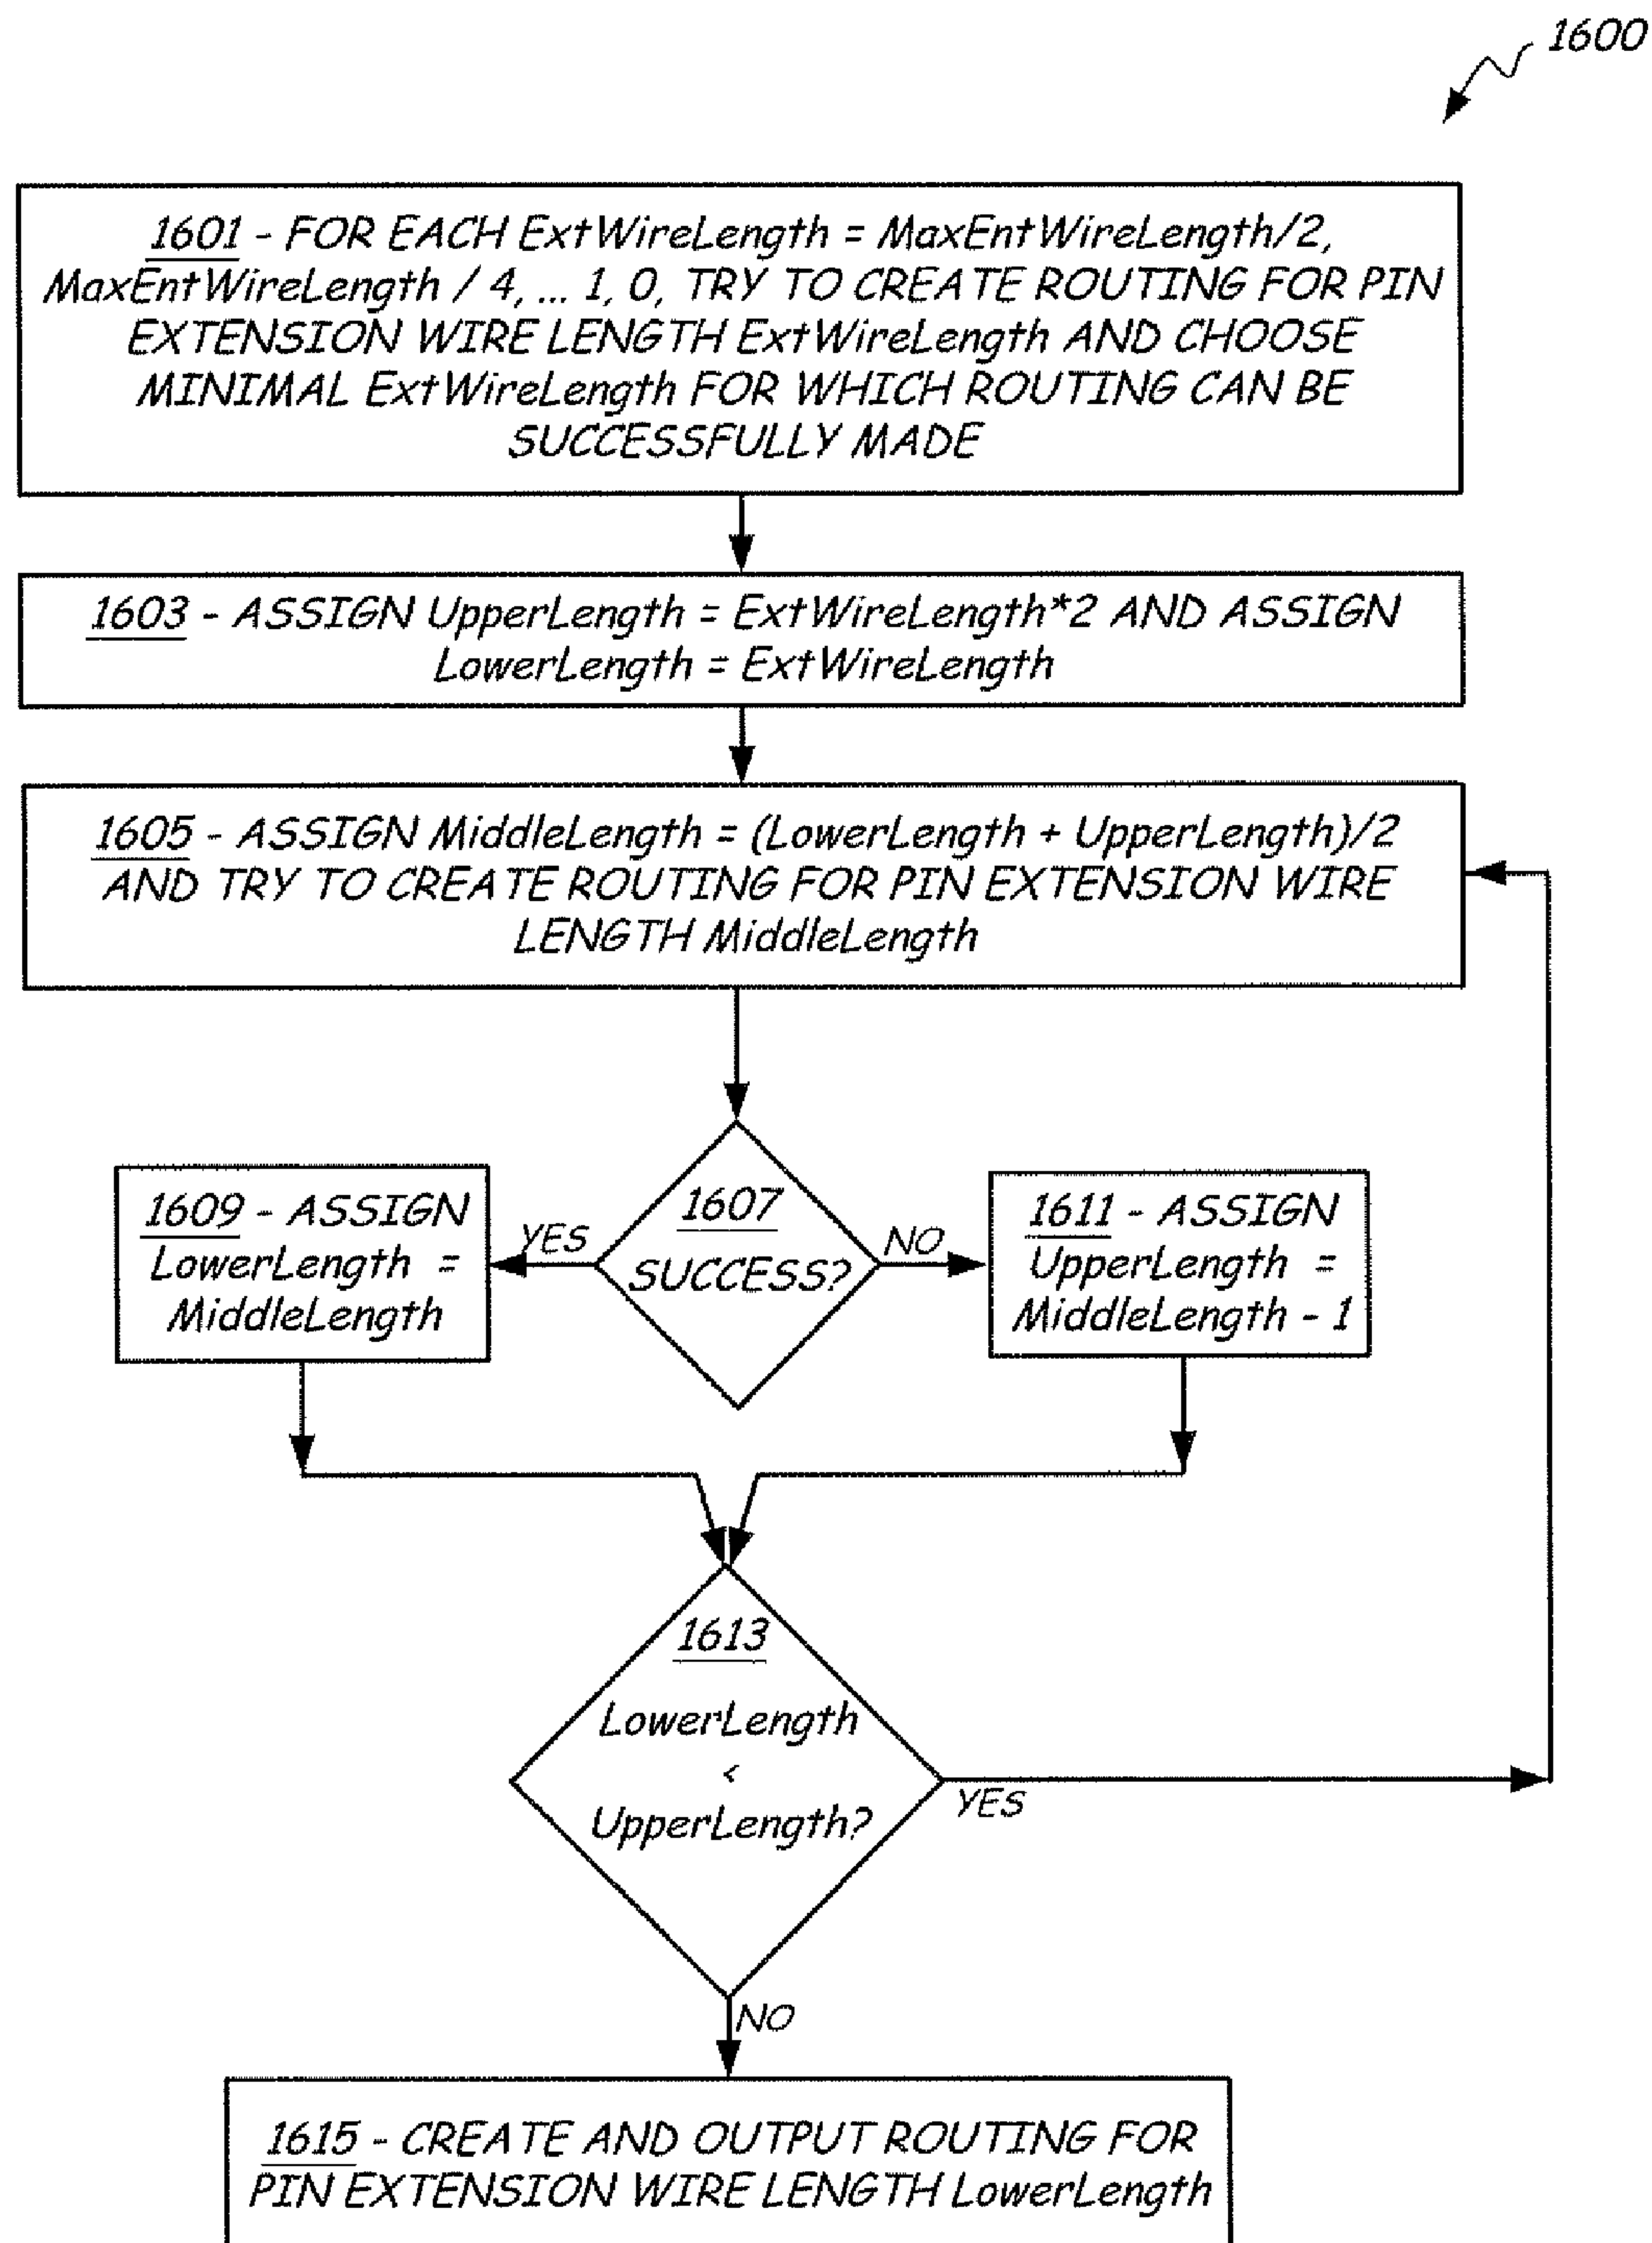 1600
1601 - FOR EACH ExtWireLength = MaxEntWireLength/2,
MaxEntWireLength / 4, ... 1, 0, TRY TO CREATE ROUTING FOR PIN
EXTENSION WIRE LENGTH ExtWireLength AND CHOOSE
MINIMAL ExtWireLength FOR WHICH ROUTING CAN BE
SUCCESSFULLY MADE
1603 - ASSIGN UpperLength = ExtWireLength*2 AND ASSIGN
LowerLength = ExtWireLength
1605 - ASSIGN MiddleLength = (LowerLength + UpperLength)/2
AND TRY TO CREATE ROUTING FOR PIN EXTENSION WIRE
LENGTH MiddleLength
1607
SUCCESS?
YES
NO
1609 - ASSIGN
LowerLength =
MiddleLength
1611 - ASSIGN
UpperLength =
MiddleLength - 1
1613
LowerLength
<
UpperLength?
YES
NO
1615 - CREATE AND OUTPUT ROUTING FOR
PIN EXTENSION WIRE LENGTH LowerLength